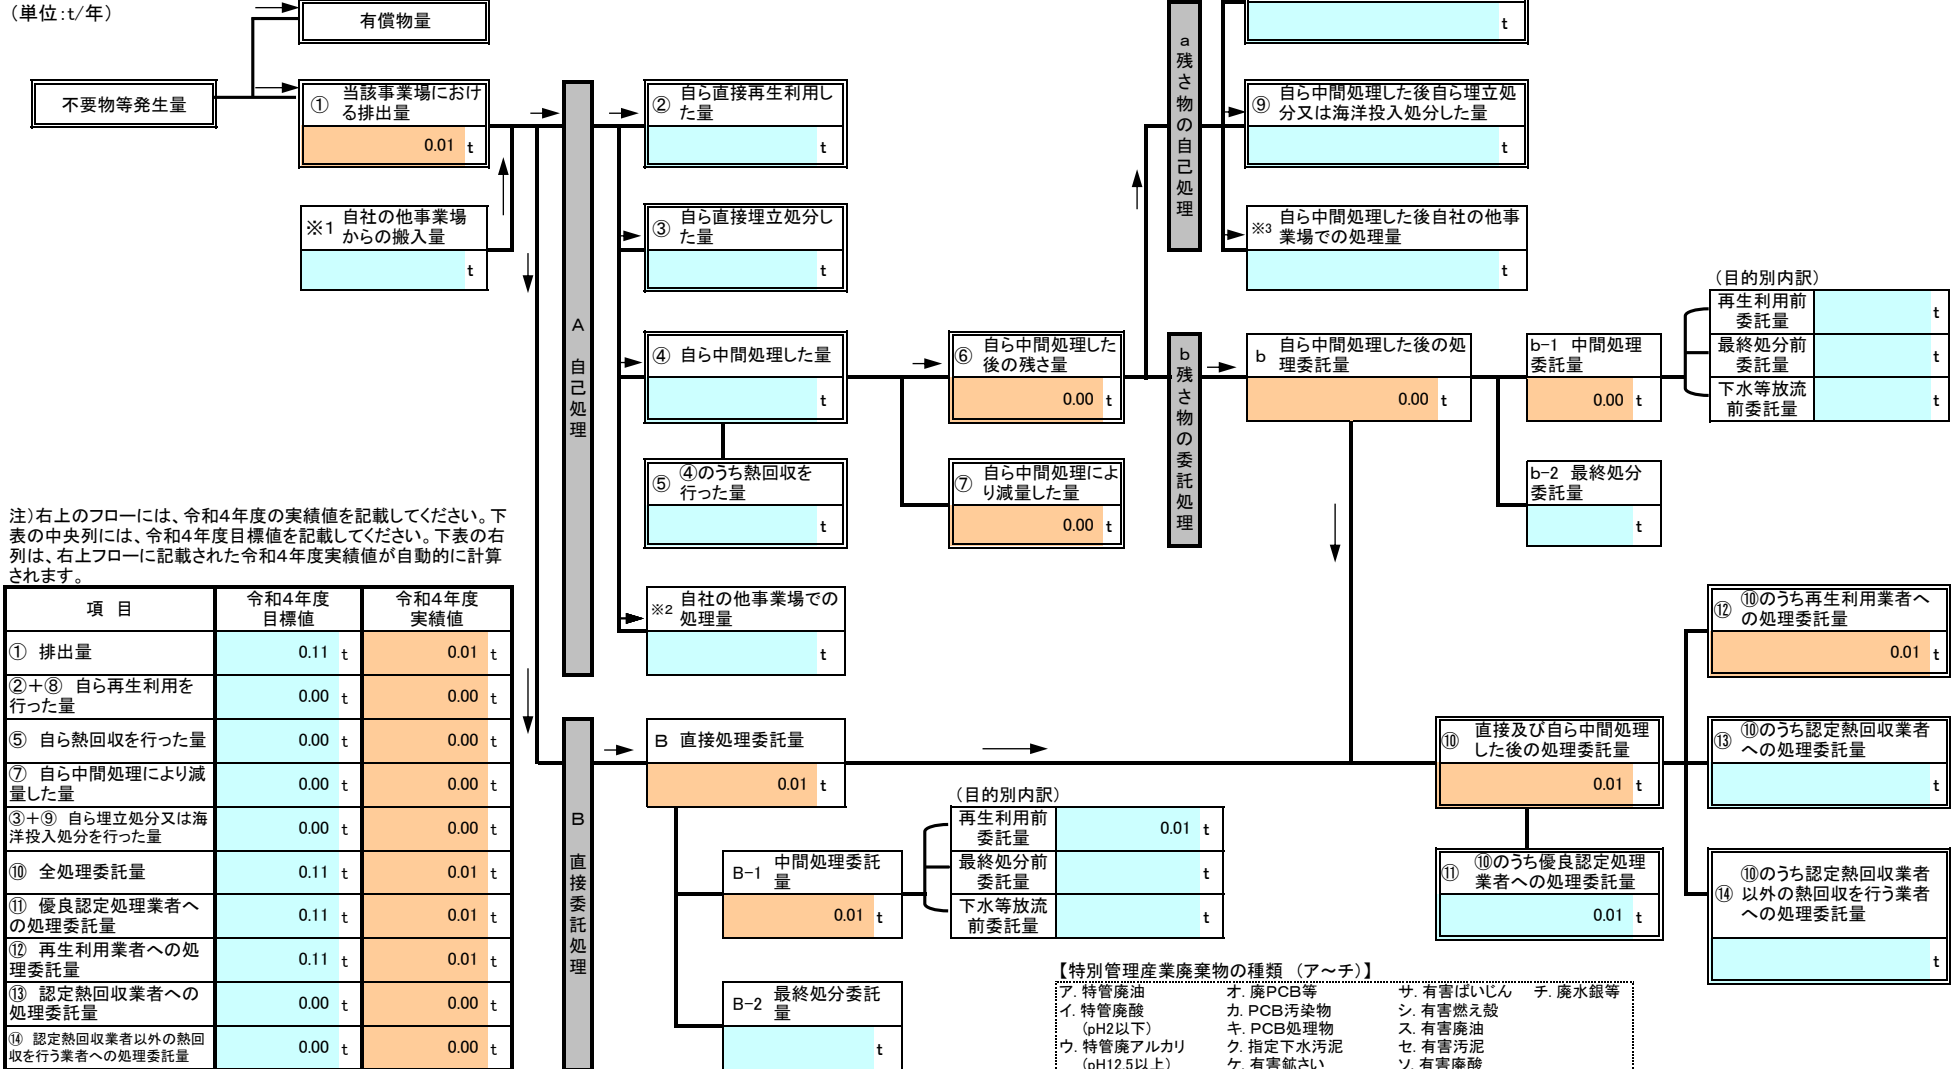 (単位:t/年)
有償物量
不要物等発生量
① 当該事業場におけ
る排出量
0.01 t
※1 自社の他事業場
からの搬入量
t
A 自己処理
② 自ら直接再生利用し
た量
t
③ 自ら直接埋立処分し
た量
t
④ 自ら中間処理した量
t
⑤ ④のうち熱回収を
行った量
t
※2 自社の他事業場での
処理量
t
⑥ 自ら中間処理した
後の残さ量
0.00 t
⑦ 自ら中間処理によ
り減量した量
0.00 t
a 残さ物の自己処理
t
⑨ 自ら中間処理した後自ら埋立処
分又は海洋投入処分した量
t
※3 自ら中間処理した後自社の他事
業場での処理量
t
b 残さ物の委託処理
b 自ら中間処理した後の処
理委託量
0.00 t
b-1 中間処理
委託量
0.00 t
b-2 最終処分
委託量
t
(目的別内訳)
再生利用前
委託量
t
最終処分前
委託量
t
下水等放流
前委託量
t
注)右上のフローには、令和4年度の実績値を記載してください。下
表の中央列には、令和4年度目標値を記載してください。下表の右
列は、右上フローに記載された令和4年度実績値が自動的に計算
されます。
項 目 令和4年度
目標値 令和4年度
実績値
① 排出量 0.11 t 0.01 t
②+⑧ 自ら再生利用を
行った量 0.00 t 0.00 t
⑤ 自ら熱回収を行った量 0.00 t 0.00 t
⑦ 自ら中間処理により減
量した量 0.00 t 0.00 t
③+⑨ 自ら埋立処分又は海
洋投入処分を行った量 0.00 t 0.00 t
⑩ 全処理委託量 0.11 t 0.01 t
⑪ 優良認定処理業者へ
の処理委託量 0.11 t 0.01 t
⑫ 再生利用業者への処
理委託量 0.11 t 0.01 t
⑬ 認定熱回収業者への
処理委託量 0.00 t 0.00 t
⑭ 認定熱回収業者以外の熱回
収を行う業者への処理委託量 0.00 t 0.00 t
B 直接委託処理
B 直接処理委託量
0.01 t
B-1 中間処理委託
量
0.01 t
B-2 最終処分委託
量
t
(目的別内訳)
再生利用前
委託量
0.01 t
最終処分前
委託量
t
下水等放流
前委託量
t
⑩ 直接及び自ら中間処理
した後の処理委託量
0.01 t
⑪ ⑩のうち優良認定処理
業者への処理委託量
0.01 t
⑫ ⑩のうち再生利用業者へ
の処理委託量
0.01 t
⑬ ⑩のうち認定熱回収業者
への処理委託量
t
⑭ ⑩のうち認定熱回収業者
以外の熱回収を行う業者
への処理委託量
t
【特別管理産業廃棄物の種類 (ア~チ)】
ア. 特管廃油 オ. 廃PCB等 サ. 有害ばいじん チ. 廃水銀等
イ. 特管廃酸 カ. PCB汚染物 シ. 有害燃え殻
(pH2以下) キ. PCB処理物 ス. 有害廃油
ウ. 特管廃アルカリ ク. 指定下水汚泥 セ. 有害汚泥
(pH12.5以上) ケ. 有害鉱さい ソ. 有害廃酸